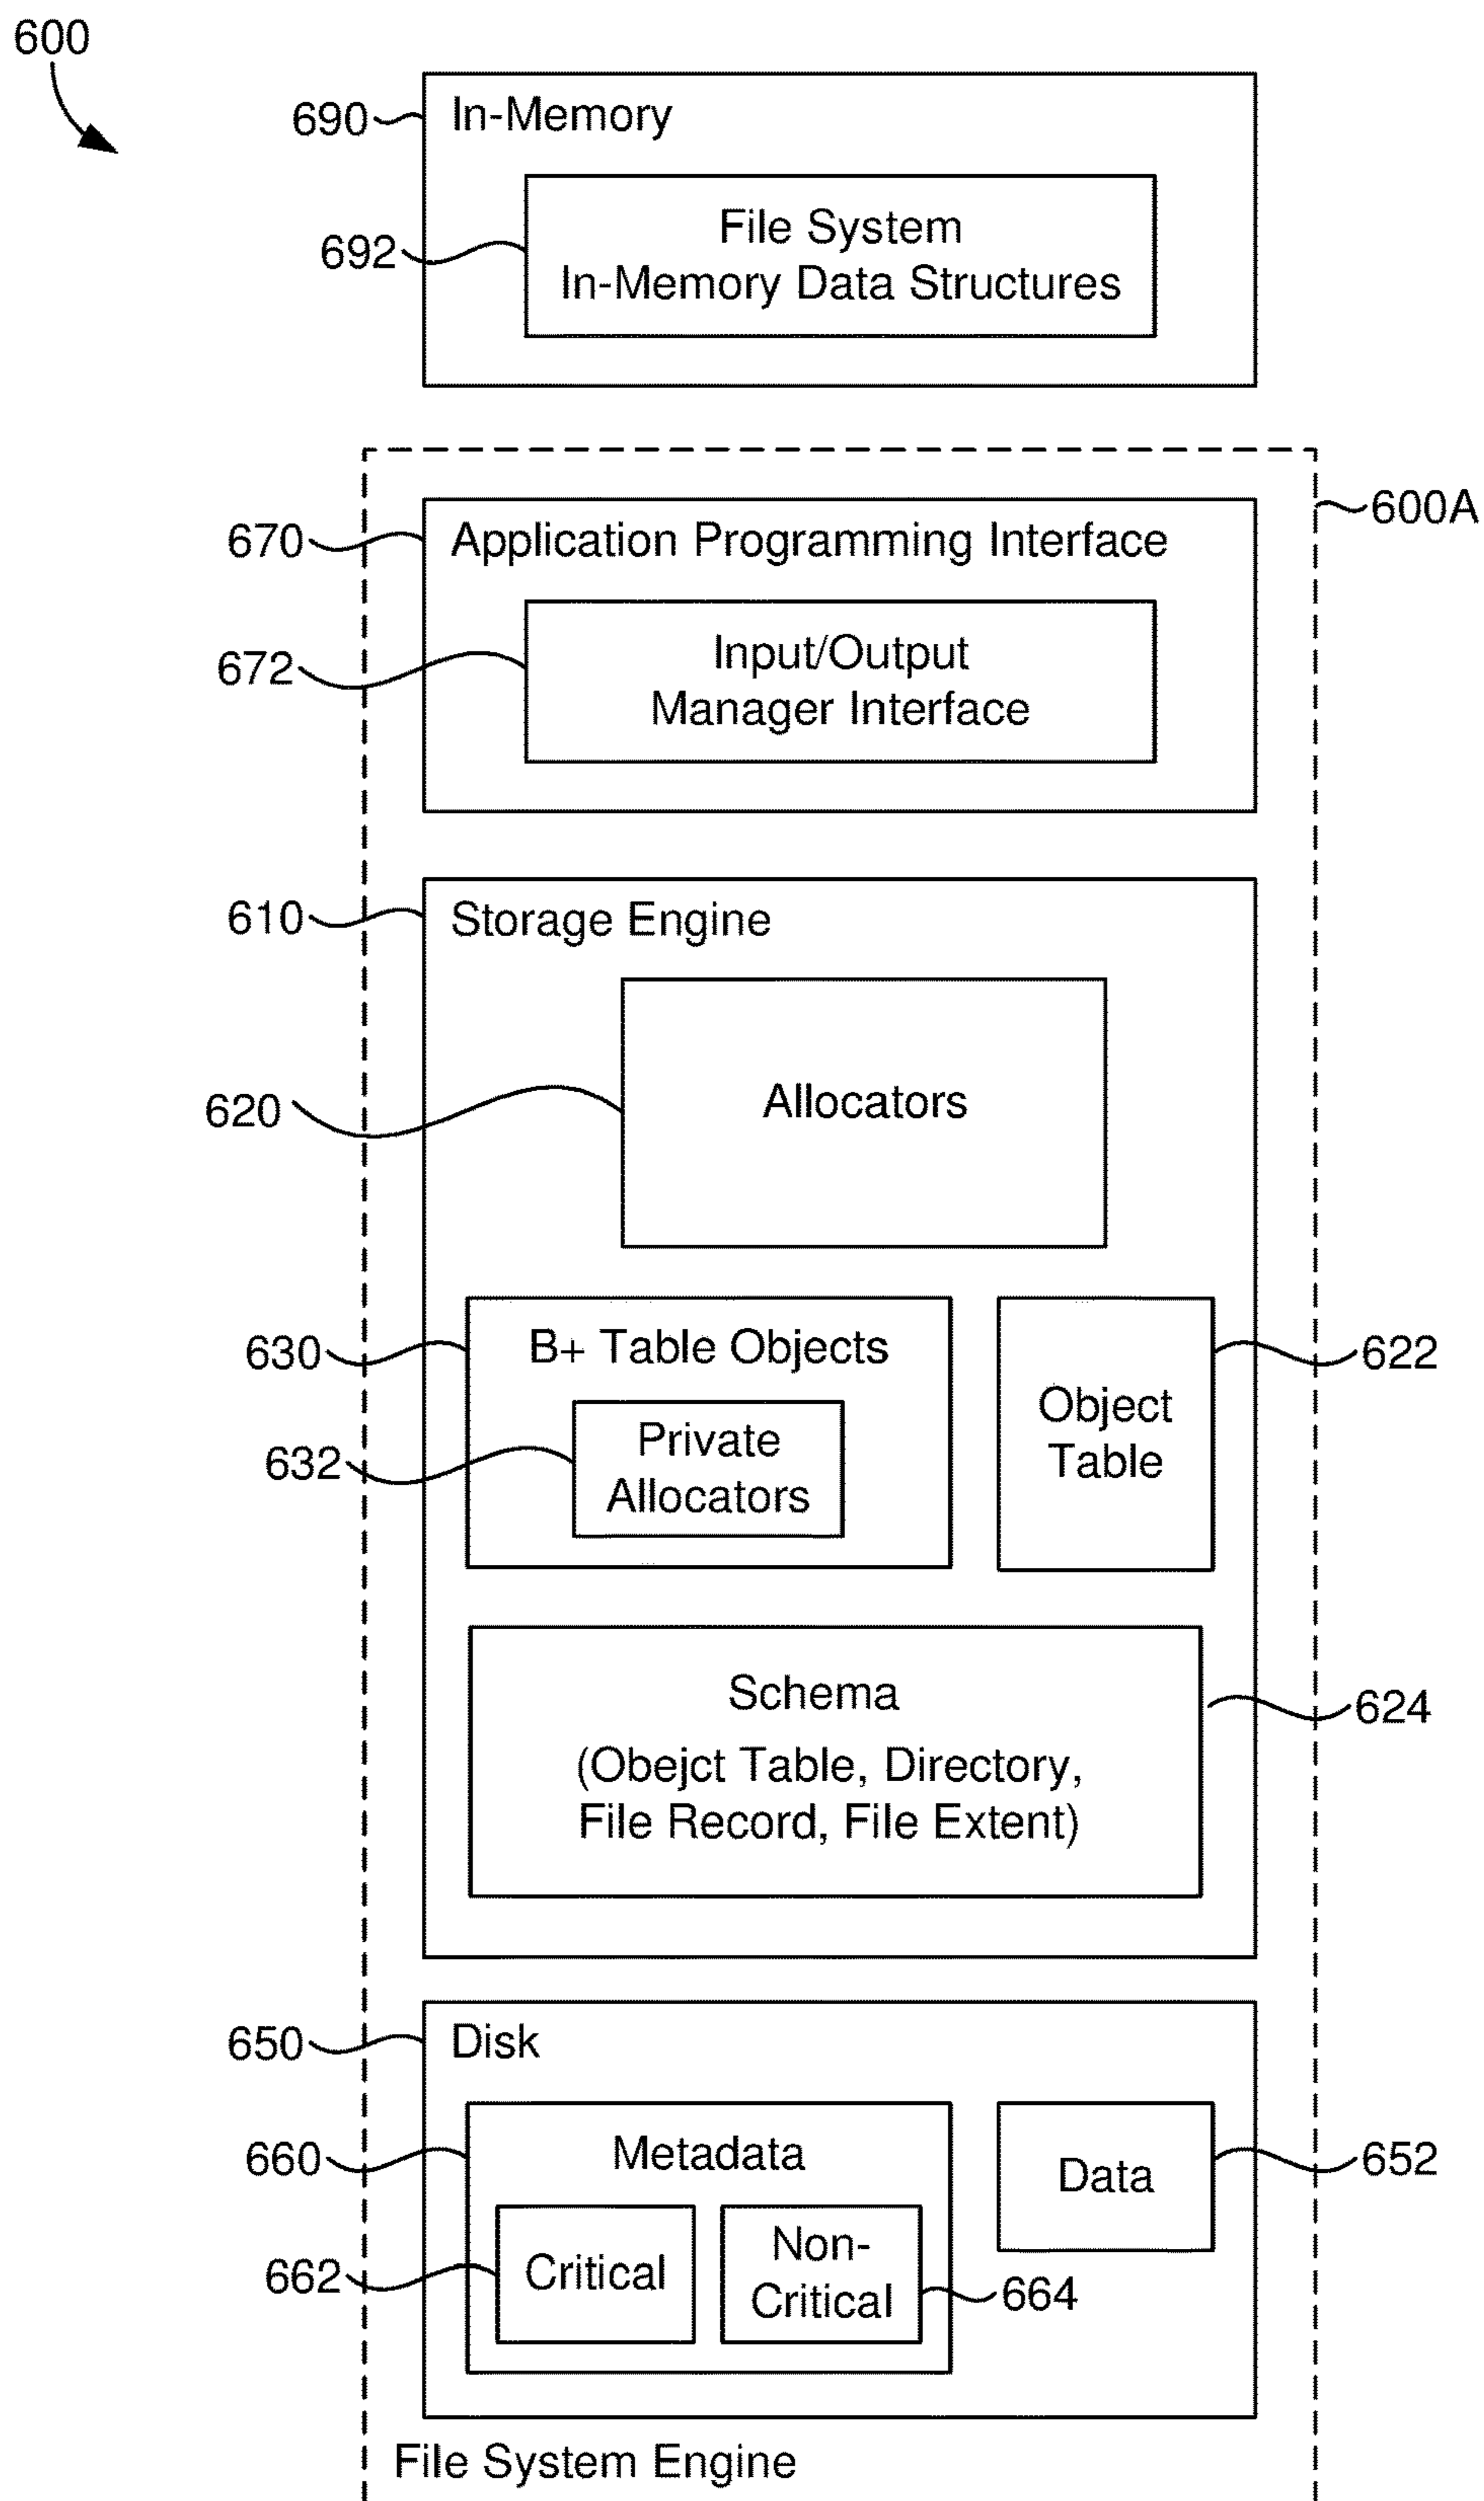 600
690
In-Memory
692
File System
In-Memory Data Structures
600A
670
Application Programming Interface
672
Input/Output
Manager Interface
610
Storage Engine
620
Allocators
630
B+ Table Objects
622
Object
Table
632
Private
Allocators
Schema
624
(Obejct Table, Directory,
File Record, File Extent)
650
Disk
660
Metadata
652
Data
662
Critical
Non-
Critical
664
File System Engine